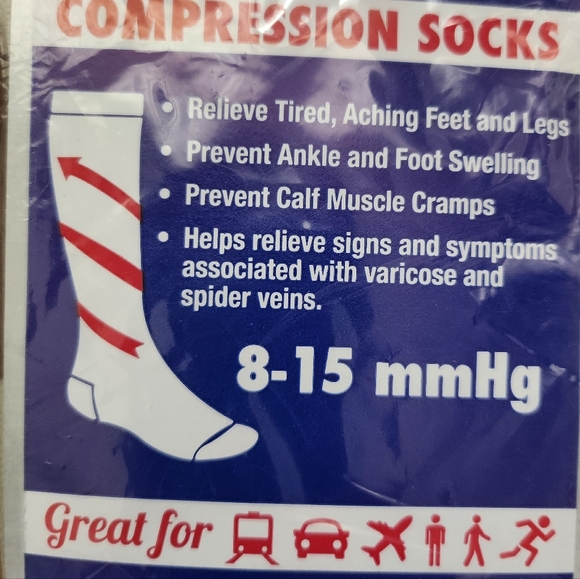 COMPRESSION SOCKS
• Relieve Tired, Aching Feet and Legs
• Prevent Ankle and Foot Swelling
• Prevent Calf Muscle Cramps
• Helps relieve signs and symptoms
associated with varicose and
spider veins.
8-15 mmHg
Great for